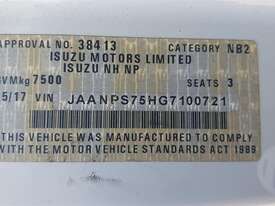 APPROVAL NO. 38413 CATEGORY NB2
ISUZU MOTORS LIMITED
ISUZU NH NP
VMkg 7500 SEATS 3
5/17 VIN JAANPS75HG7100721
THIS VEHICLE WAS MANUFACTURED TO COMPLY
WITH THE MOTOR VEHICLE STANDARDS ACT 1989